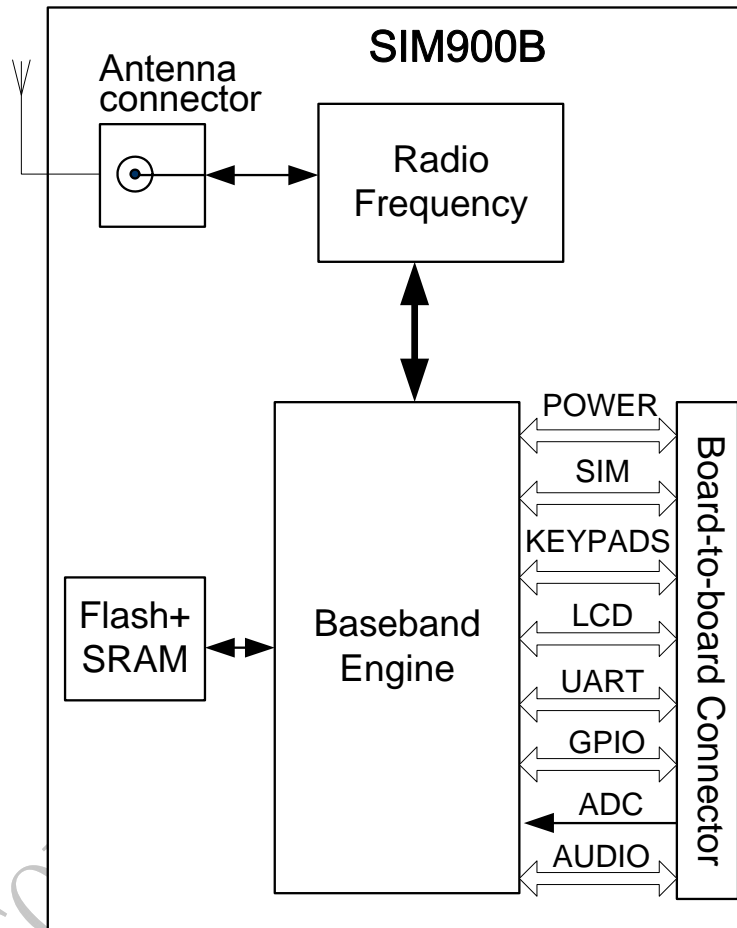 SIM900B
Antenna
connector
Radio
Frequency
POWER
SIM
KEYPADS
LCD
UART
GPIO
ADC
AUDIO
Flash+
SRAM
Baseband
Engine
Board-to-board Connector